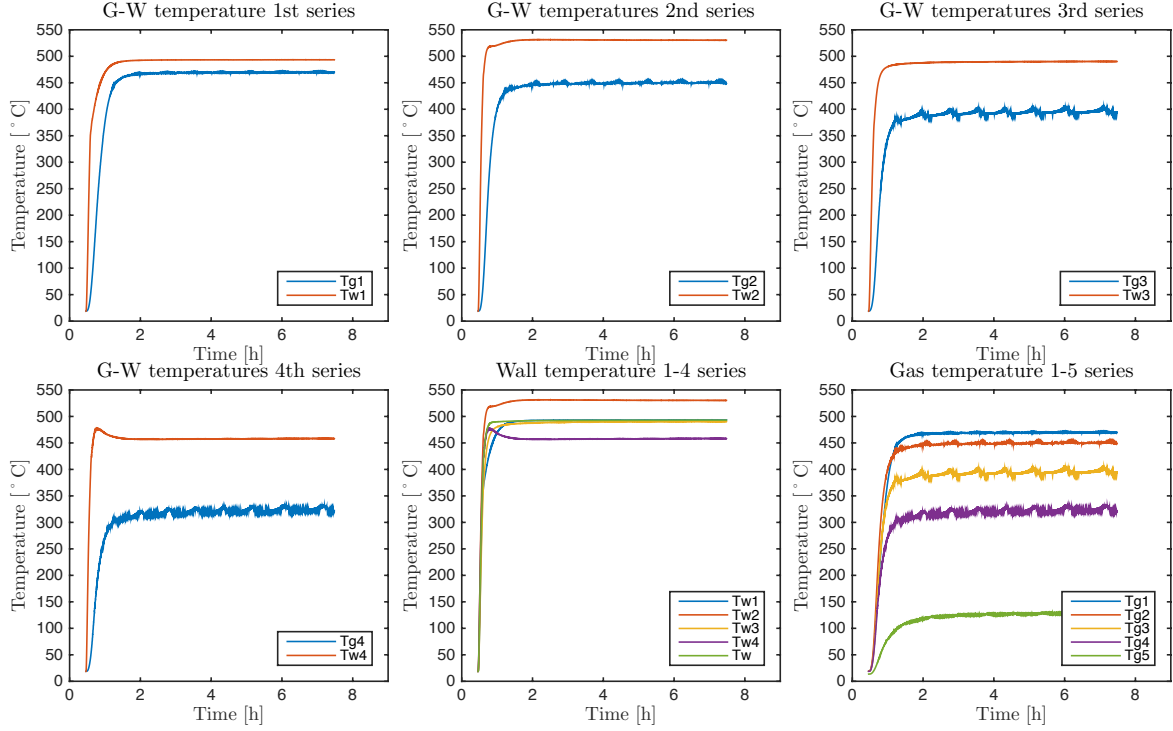 G-W temperature 1st series
550
500
450
400
350
300
250
200
150
100
50
0
0 2 4 6 8
Temperature [°C]
Time [h]
Tg1
Tw1
G-W temperatures 2nd series
550
500
450
400
350
300
250
200
150
100
50
0
0 2 4 6 8
Temperature [°C]
Time [h]
Tg2
Tw2
G-W temperatures 3rd series
550
500
450
400
350
300
250
200
150
100
50
0
0 2 4 6 8
Temperature [°C]
Time [h]
Tg3
Tw3
G-W temperatures 4th series
550
500
450
400
350
300
250
200
150
100
50
0
0 2 4 6 8
Temperature [°C]
Time [h]
Tg4
Tw4
Wall temperature 1-4 series
550
500
450
400
350
300
250
200
150
100
50
0
0 2 4 6 8
Temperature [°C]
Time [h]
Tw1
Tw2
Tw3
Tw4
Tw
Gas temperature 1-5 series
550
500
450
400
350
300
250
200
150
100
50
0
0 2 4 6 8
Temperature [°C]
Time [h]
Tg1
Tg2
Tg3
Tg4
Tg5